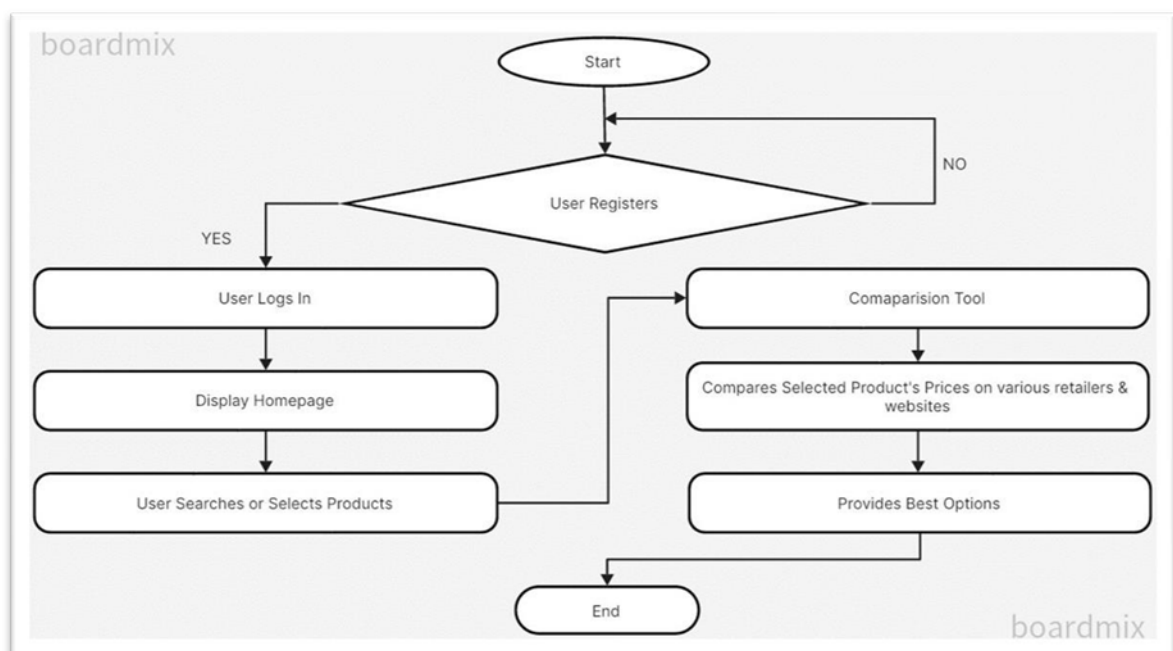 boardmix
Start
NO
User Registers
YES
User Logs In
Display Homepage
User Searches or Selects Products
Comaparision Tool
Compares Selected Product's Prices on various retailers &
websites
Provides Best Options
End
boardmix